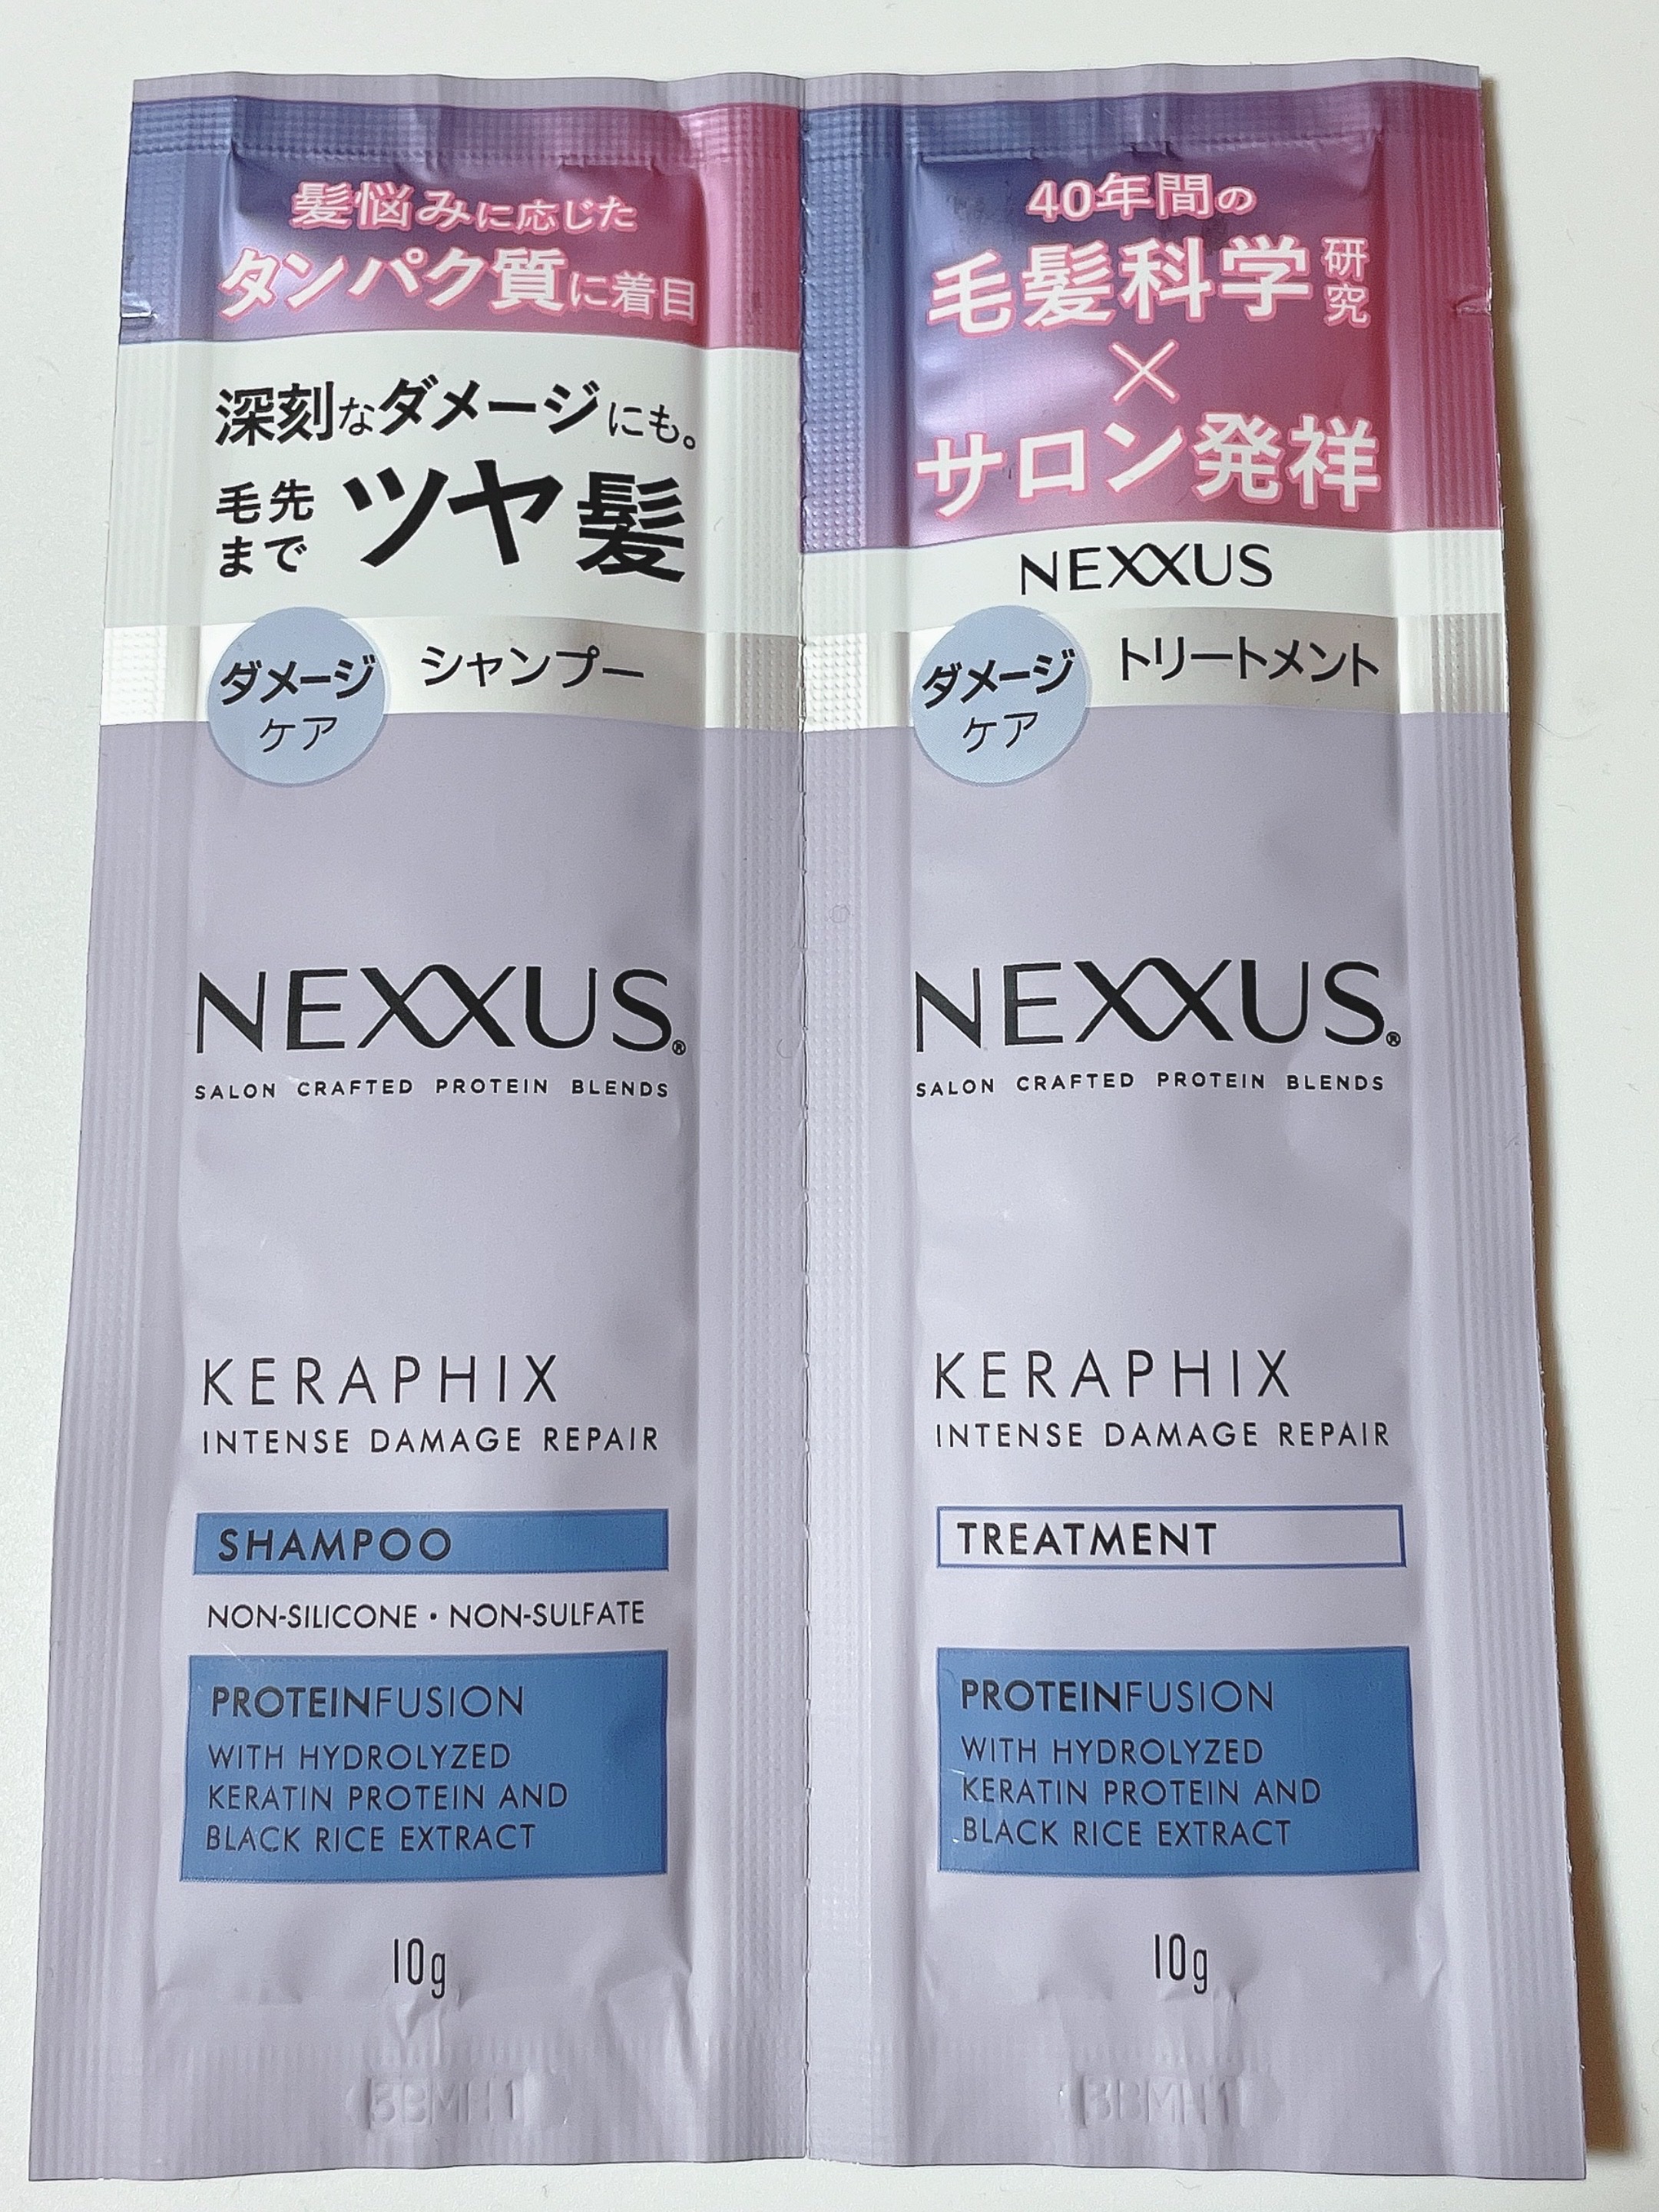 髪悩みに応じた
タンパク質に着目
深刻なダメージにも。
毛先まで ツヤ髪
ダメージケア
シャンプー
NEXXUS®
SALON CRAFTED PROTEIN BLENDS
KERAPHIX
INTENSE DAMAGE REPAIR
SHAMPOO
NON-SILICONE・NON-SULFATE
PROTEINFUSION
WITH HYDROLYZED
KERATIN PROTEIN AND
BLACK RICE EXTRACT
10g
40年間の
毛髪科学研究
×
サロン発祥
NEXXUS
ダメージケア
トリートメント
NEXXUS®
SALON CRAFTED PROTEIN BLENDS
KERAPHIX
INTENSE DAMAGE REPAIR
TREATMENT
PROTEINFUSION
WITH HYDROLYZED
KERATIN PROTEIN AND
BLACK RICE EXTRACT
10g